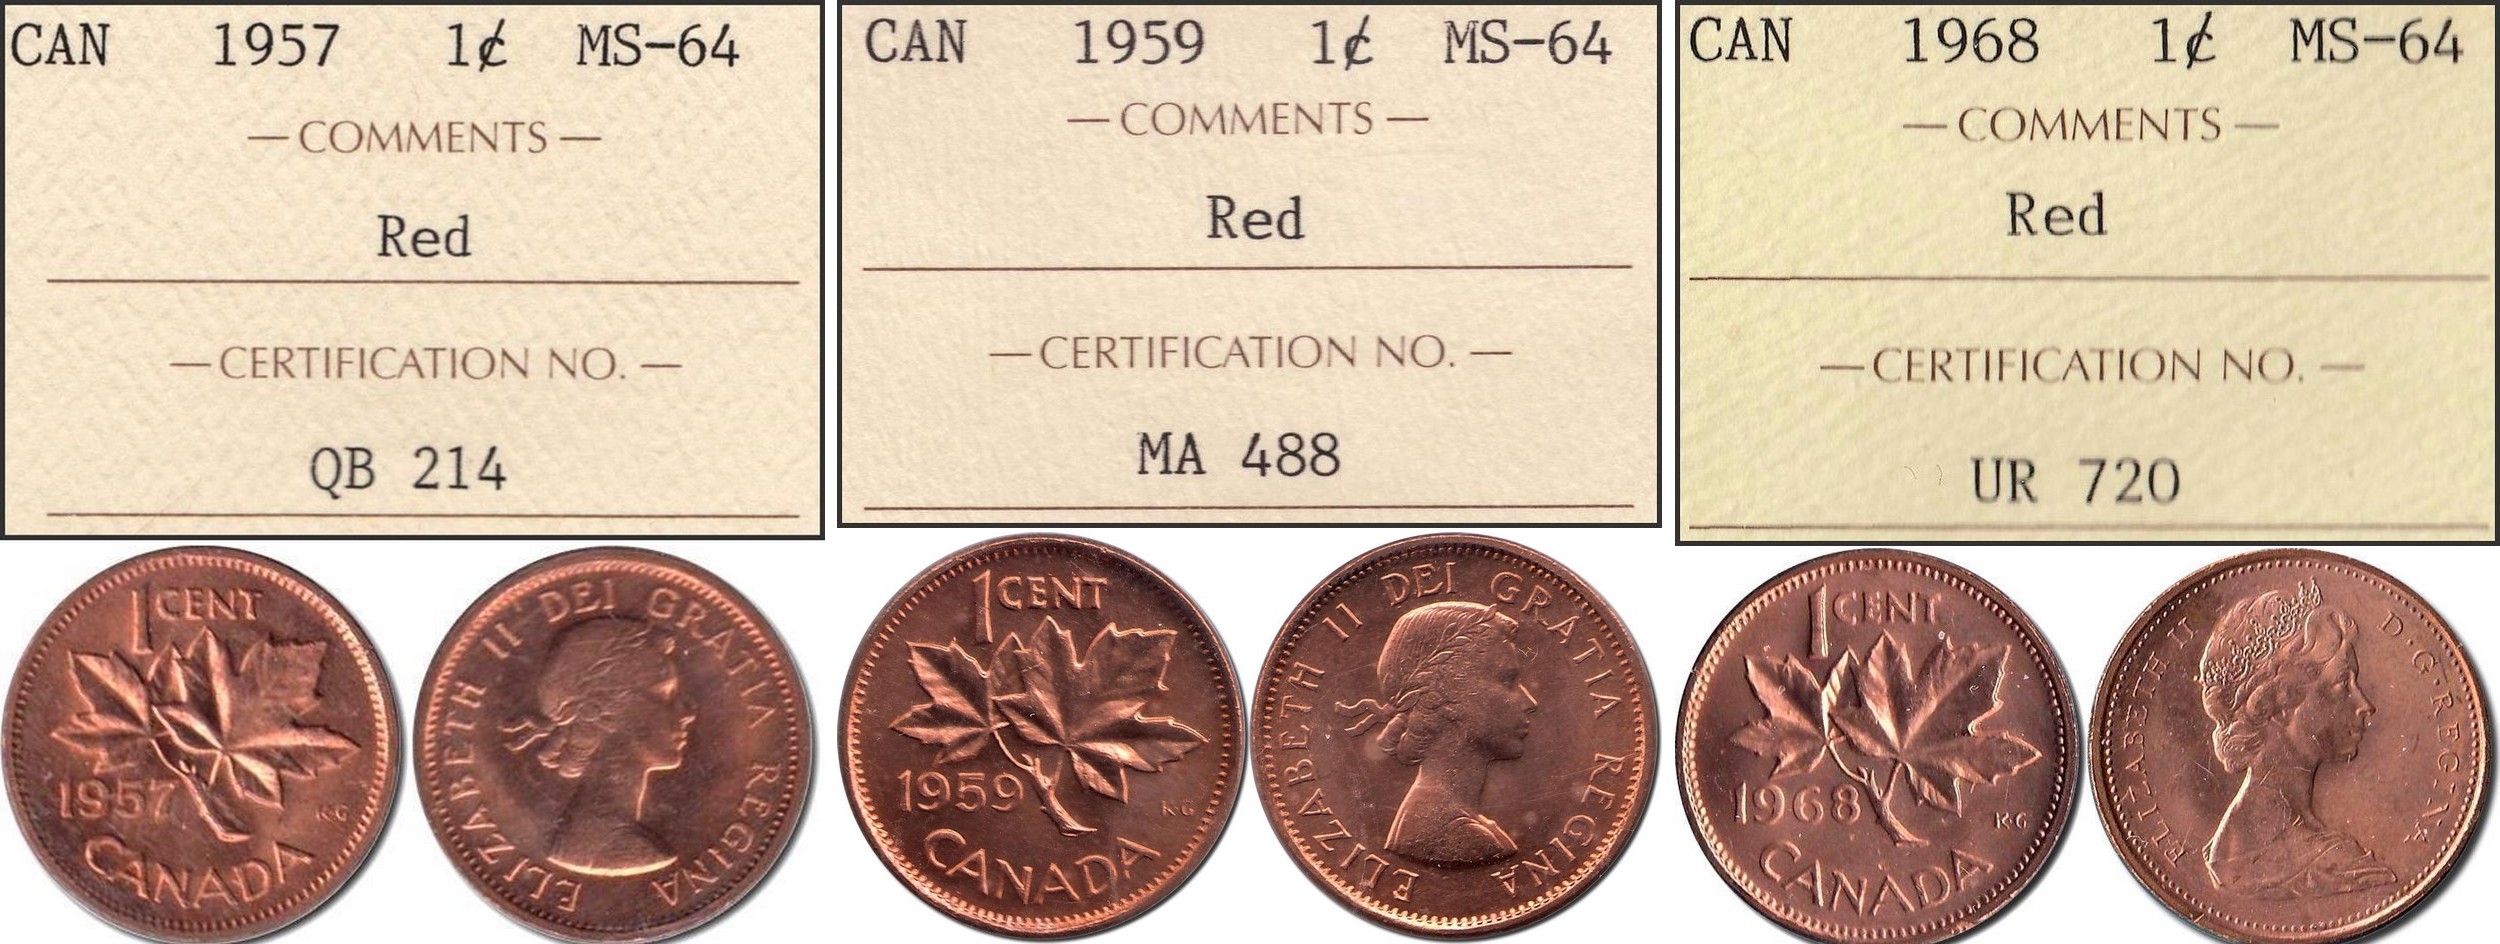 CAN 1957 1¢ MS-64
— COMMENTS —
Red
— CERTIFICATION NO. —
QB 214
CAN 1959 1¢ MS-64
— COMMENTS —
Red
— CERTIFICATION NO. —
MA 488
CAN 1968 1¢ MS-64
— COMMENTS —
Red
— CERTIFICATION NO. —
UR 720
1 CENT
1957
KG
CANADA
ELIZABETH II DEI GRATIA REGINA
1 CENT
1959
KG
CANADA
ELIZABETH II DEI GRATIA REGINA
1 CENT
1968
KG
CANADA
ELIZABETH II D·G·REGINA